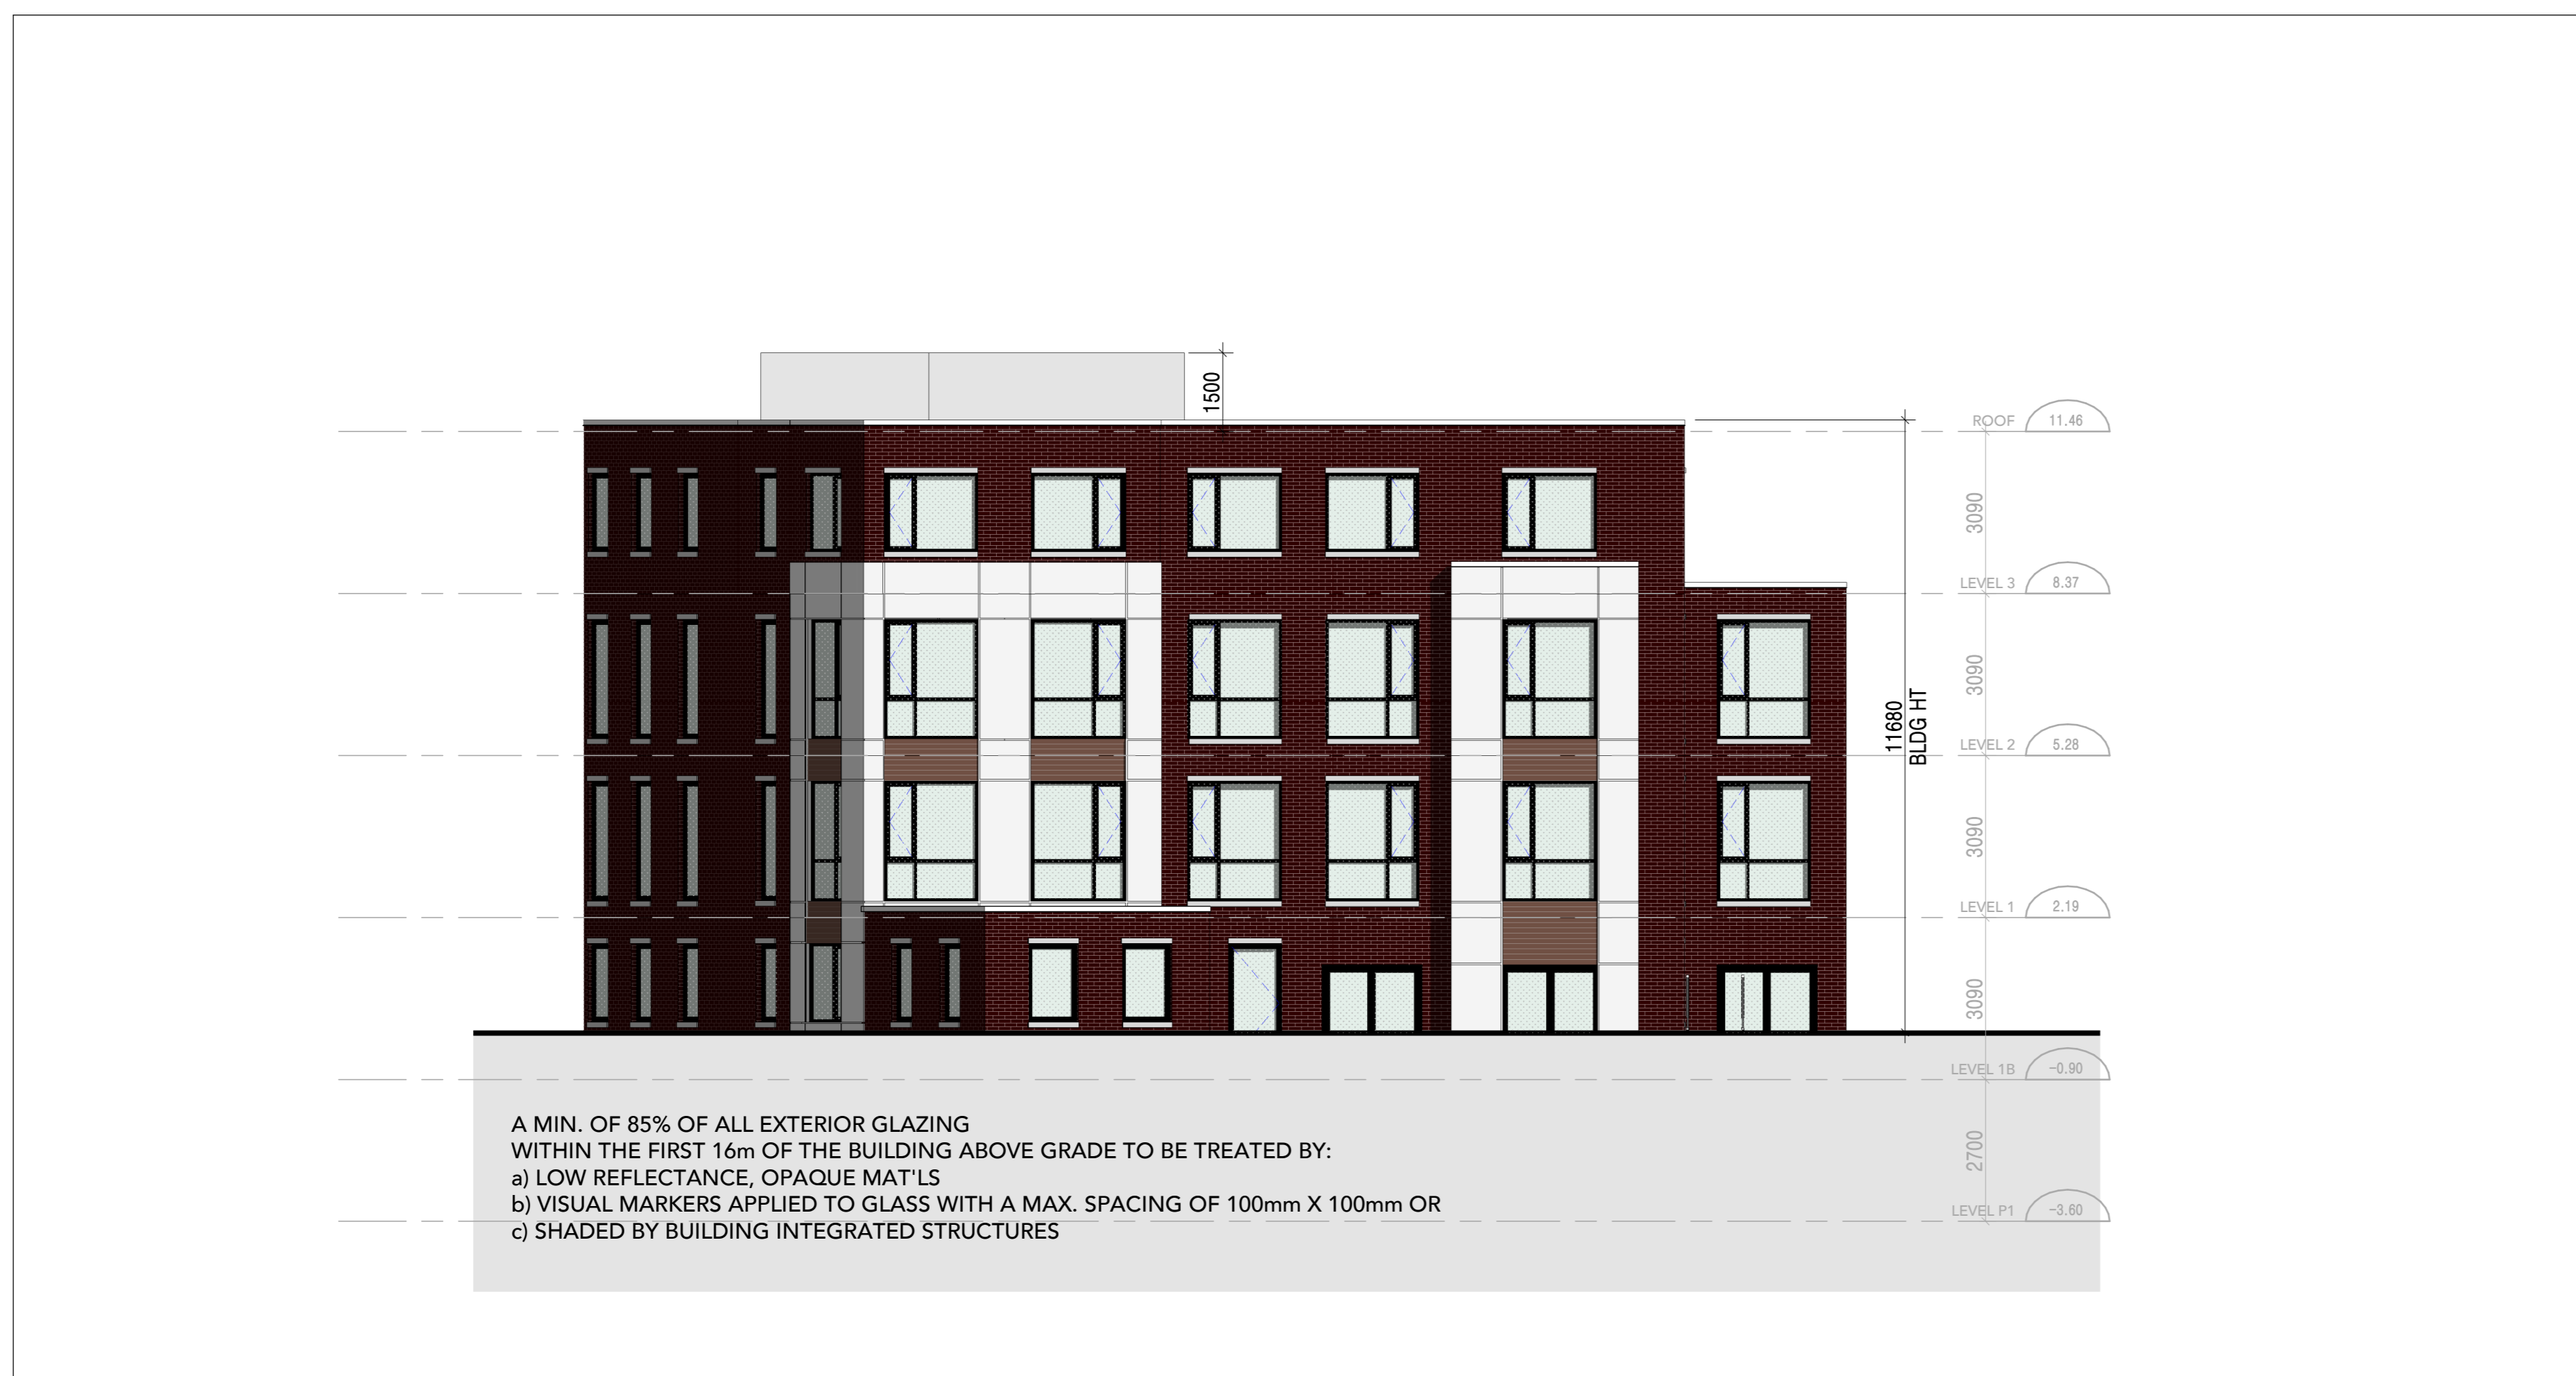 1500
ROOF 11.46
3090
LEVEL 3 8.37
3090
11680
BLDG HT
LEVEL 2 5.28
3090
LEVEL 1 2.19
3090
LEVEL 1B -0.90
2700
LEVEL P1 -3.60
A MIN. OF 85% OF ALL EXTERIOR GLAZING
WITHIN THE FIRST 16m OF THE BUILDING ABOVE GRADE TO BE TREATED BY:
a) LOW REFLECTANCE, OPAQUE MAT'LS
b) VISUAL MARKERS APPLIED TO GLASS WITH A MAX. SPACING OF 100mm X 100mm OR
c) SHADED BY BUILDING INTEGRATED STRUCTURES